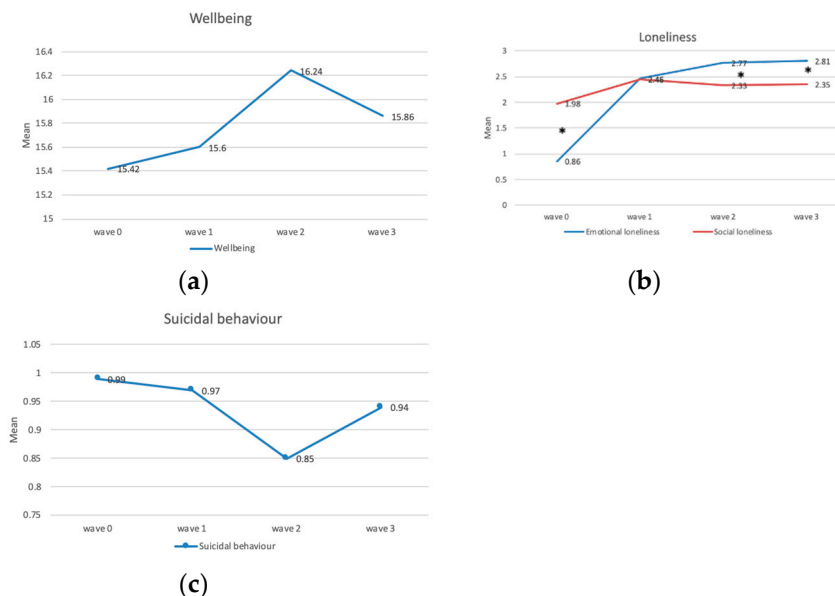 Wellbeing
16.4
16.2
16
15.8
15.6
15.4
15.2
15
Mean
15.42
15.6
16.24
15.86
wave 0 wave 1 wave 2 wave 3
Wellbeing
(a)
Loneliness
3
2.5
2
1.5
1
0.5
0
Mean
1.98
0.86
2.77
2.33
2.81
2.35
*
*
*
wave 0 wave 1 wave 2 wave 3
Emotional loneliness Social loneliness
(b)
Suicidal behaviour
1.05
1
0.95
0.9
0.85
0.8
0.75
Mean
0.99
0.97
0.85
0.94
wave 0 wave 1 wave 2 wave 3
Suicidal behaviour
(c)